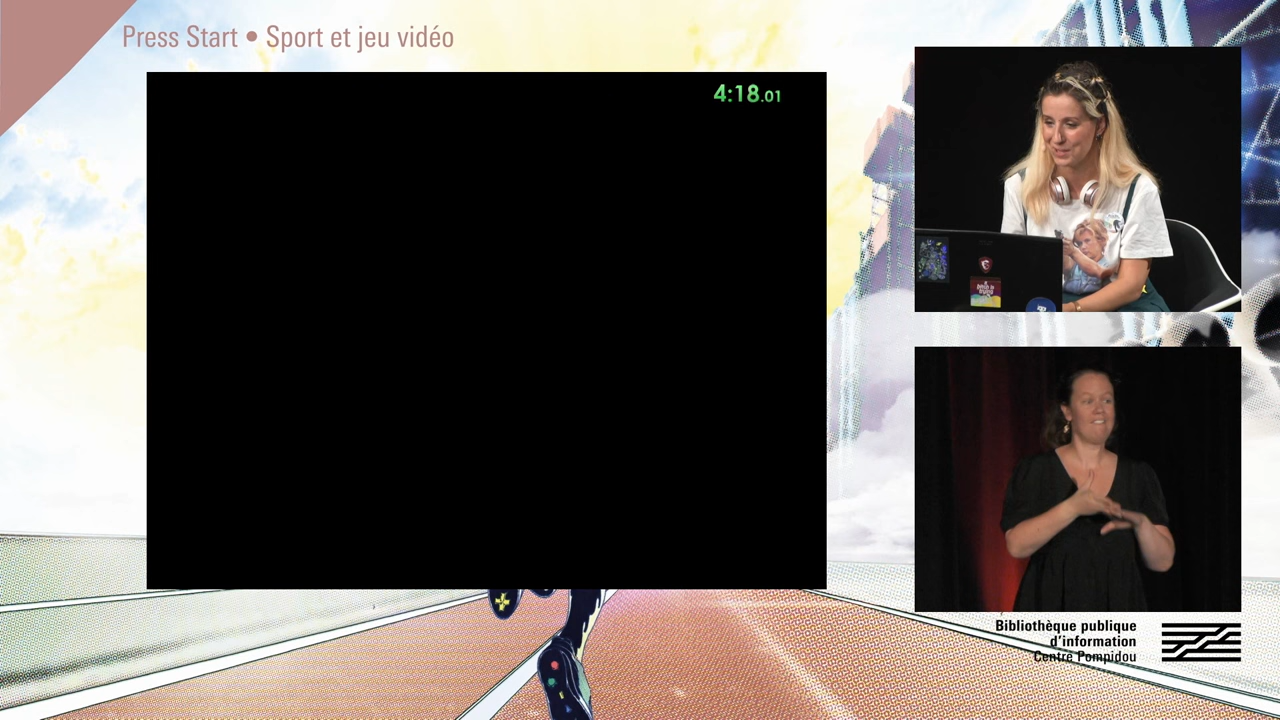 Press Start • Sport et jeu vidéo
4:18.01
Bibliothèque publique
d'information
Centre Pompidou